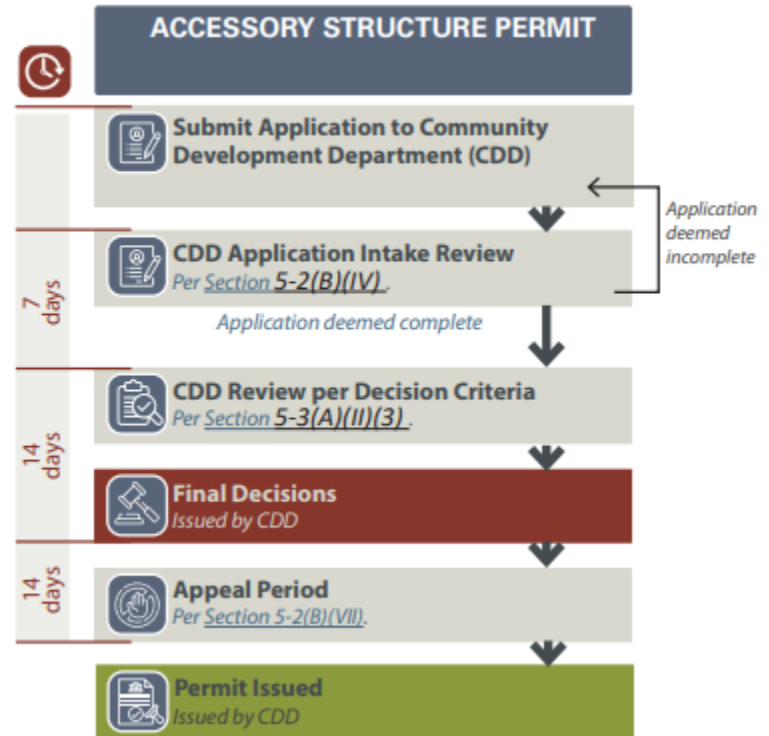 ACCESSORY STRUCTURE PERMIT
Submit Application to Community
Development Department (CDD)
Application
deemed
incomplete
CDD Application Intake Review
Per Section 5-2(B)(IV) .
7
days
Application deemed complete
CDD Review per Decision Criteria
Per Section 5-3(A)(II)(3) .
14
days
Final Decisions
Issued by CDD
14
days
Appeal Period
Per Section 5-2(B)(VII).
Permit Issued
Issued by CDD